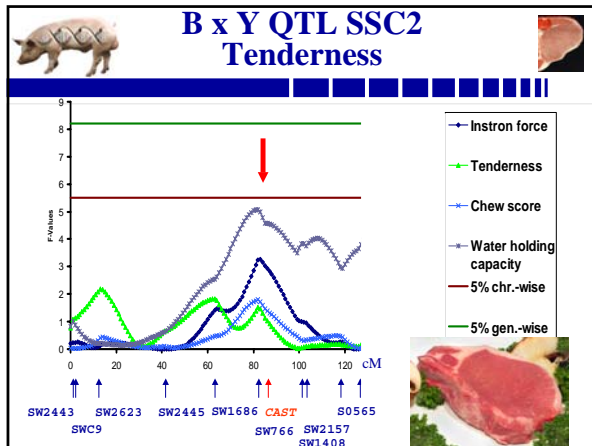 B x Y QTL SSC2
Tenderness
9
8
7
6
5
4
3
2
1
0
F-Values
0 20 40 60 80 100 120 cM
Instron force
Tenderness
Chew score
Water holding
capacity
5% chr.-wise
5% gen.-wise
SW2443 SW2623 SW2445 SW1686 CAST S0565
SWC9 SW766 SW2157
SW1408